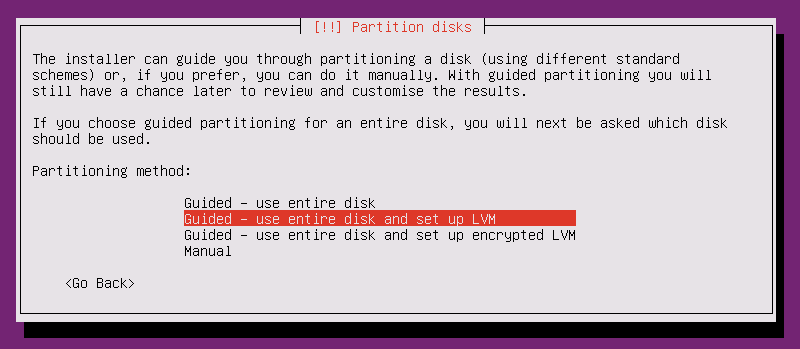 [!!] Partition disks
The installer can guide you through partitioning a disk (using different standard
schemes) or, if you prefer, you can do it manually. With guided partitioning you will
still have a chance later to review and customise the results.
If you choose guided partitioning for an entire disk, you will next be asked which disk
should be used.
Partitioning method:
Guided – use entire disk
Guided – use entire disk and set up LVM
Guided – use entire disk and set up encrypted LVM
Manual
<Go Back>